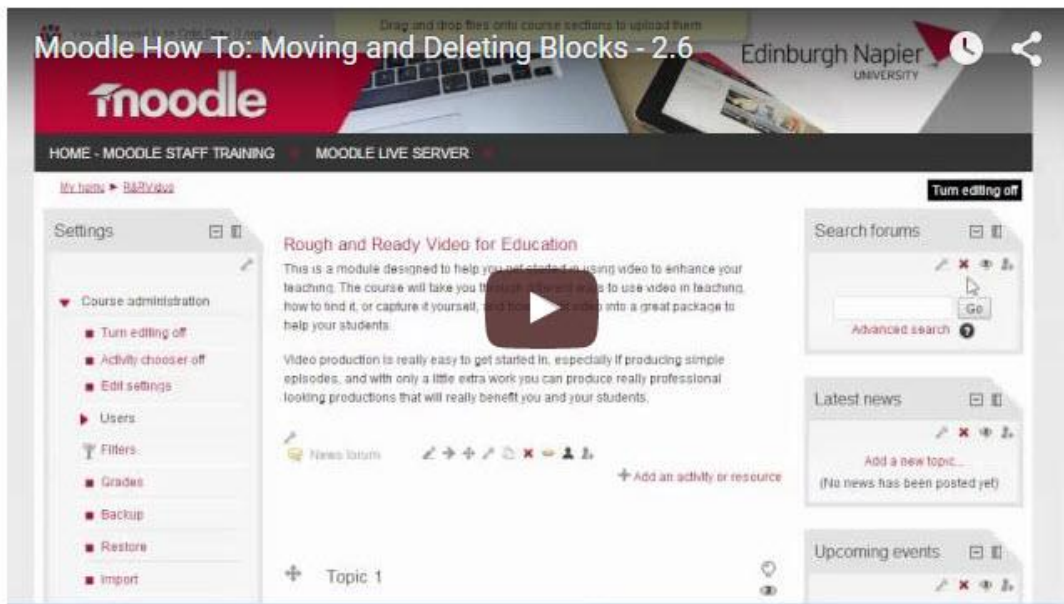 Drag and drop files onto course sections to upload them
Moodle How To: Moving and Deleting Blocks - 2.6
Edinburgh Napier
UNIVERSITY
moodle
HOME - MOODLE STAFF TRAINING
MOODLE LIVE SERVER
My home ► R&RVideo
Turn editing off
Settings
Course administration
Turn editing off
Activity chooser off
Edit settings
Users
Filters
Grades
Backup
Restore
Import
Rough and Ready Video for Education
This is a module designed to help you get started in using video to enhance your
teaching. The course will take you through ways to use video in teaching,
how to find it, or capture it yourself, and into a great package to
help your students.
Video production is really easy to get started in, especially if producing simple
episodes, and with only a little extra work you can produce really professional
looking productions that will really benefit you and your students.
News forum
Add an activity or resource
Topic 1
Search forums
Go
Advanced search
Latest news
Add a new topic...
(No news has been posted yet)
Upcoming events